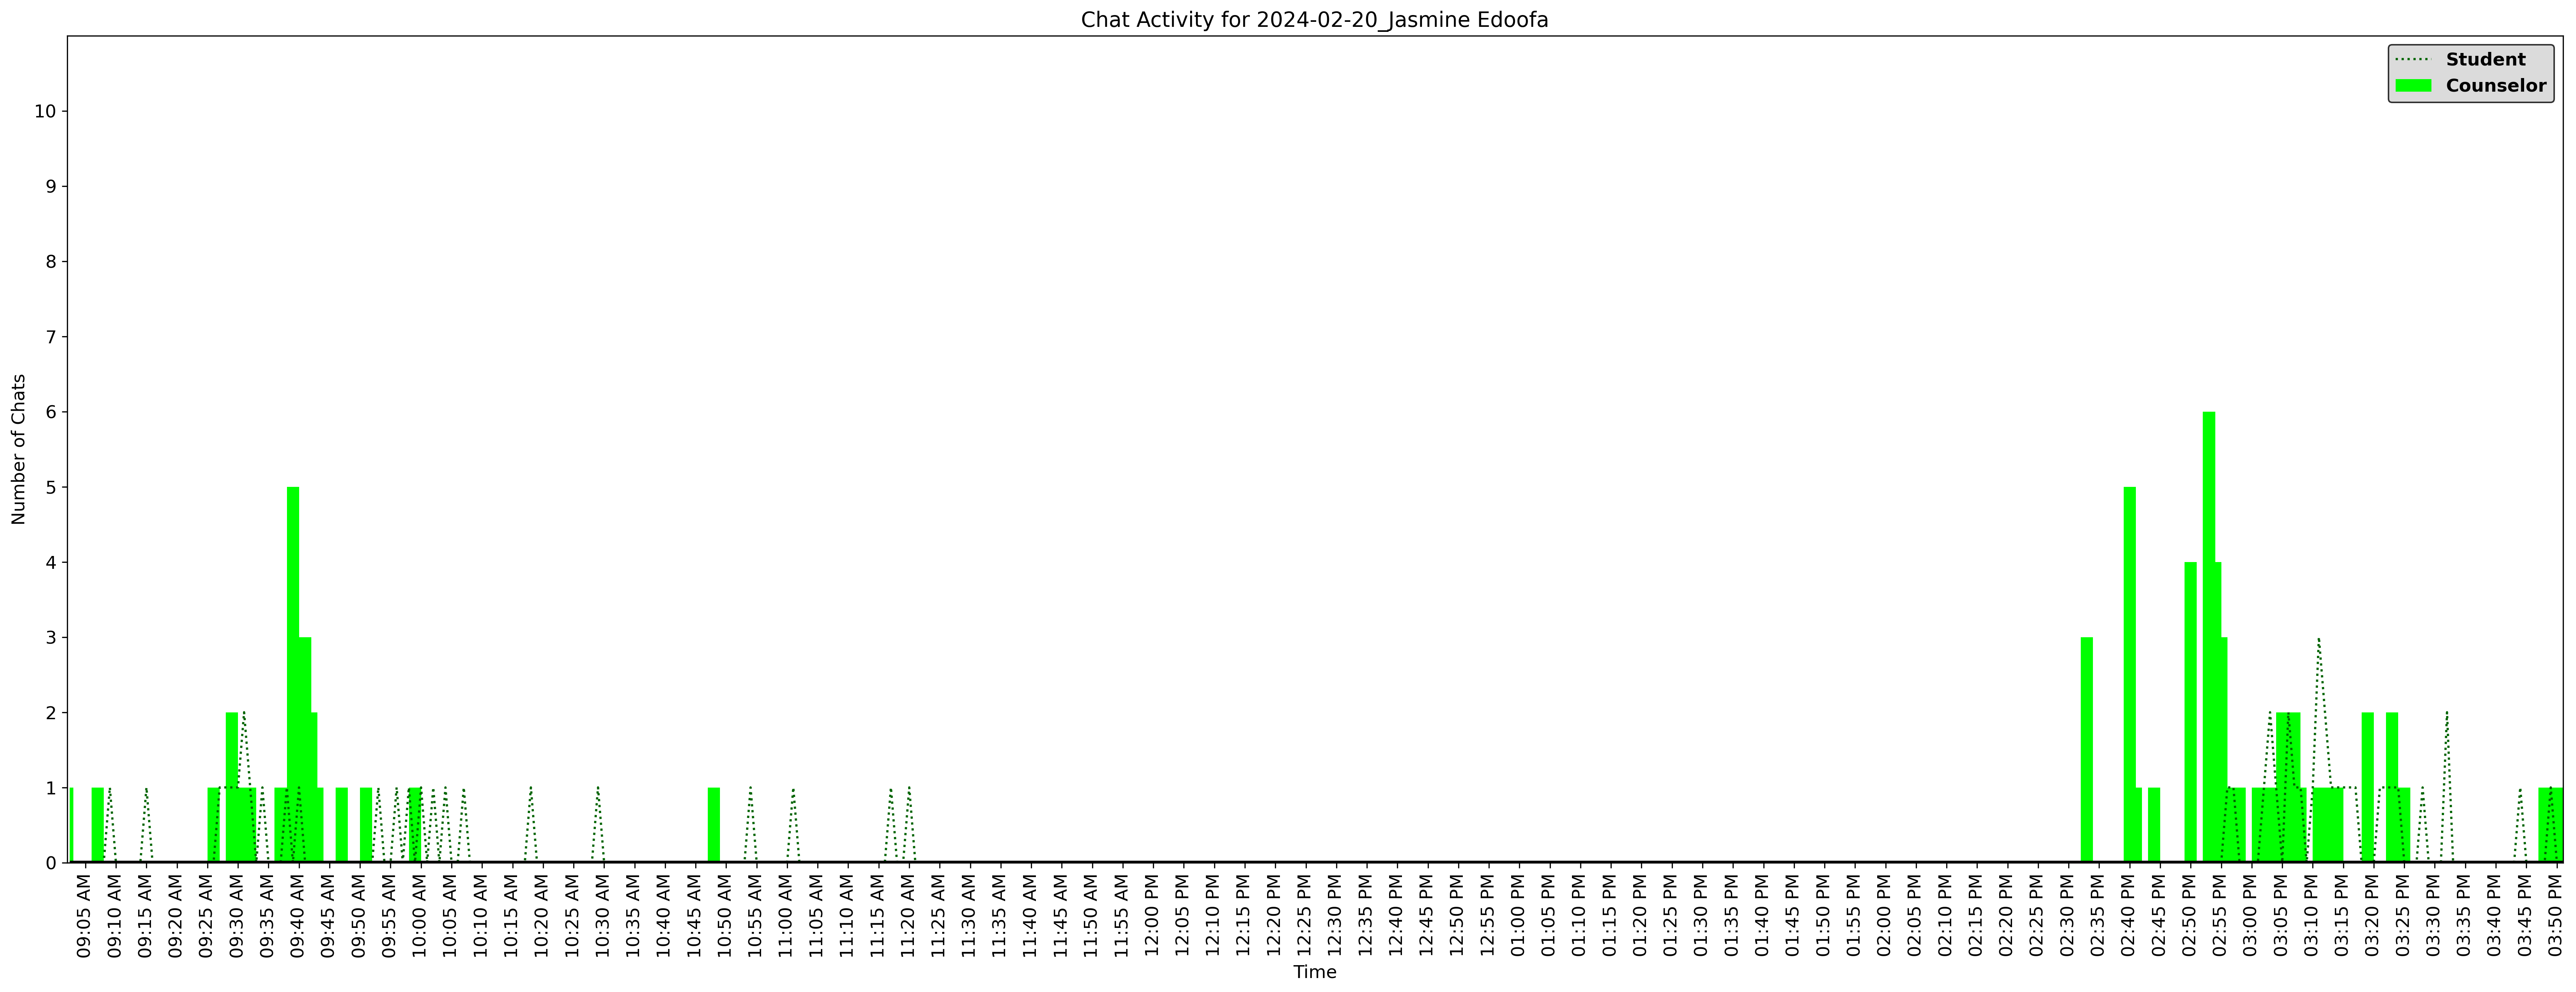 Chat Activity for 2024-02-20_Jasmine Edoofa
Student
Counselor
10
9
8
7
6
5
4
3
2
1
0
Number of Chats
09:05 AM
09:10 AM
09:15 AM
09:20 AM
09:25 AM
09:30 AM
09:35 AM
09:40 AM
09:45 AM
09:50 AM
09:55 AM
10:00 AM
10:05 AM
10:10 AM
10:15 AM
10:20 AM
10:25 AM
10:30 AM
10:35 AM
10:40 AM
10:45 AM
10:50 AM
10:55 AM
11:00 AM
11:05 AM
11:10 AM
11:15 AM
11:20 AM
11:25 AM
11:30 AM
11:35 AM
11:40 AM
11:45 AM
11:50 AM
11:55 AM
12:00 PM
12:05 PM
12:10 PM
12:15 PM
12:20 PM
12:25 PM
12:30 PM
12:35 PM
12:40 PM
12:45 PM
12:50 PM
12:55 PM
01:00 PM
01:05 PM
01:10 PM
01:15 PM
01:20 PM
01:25 PM
01:30 PM
01:35 PM
01:40 PM
01:45 PM
01:50 PM
01:55 PM
02:00 PM
02:05 PM
02:10 PM
02:15 PM
02:20 PM
02:25 PM
02:30 PM
02:35 PM
02:40 PM
02:45 PM
02:50 PM
02:55 PM
03:00 PM
03:05 PM
03:10 PM
03:15 PM
03:20 PM
03:25 PM
03:30 PM
03:35 PM
03:40 PM
03:45 PM
03:50 PM
Time